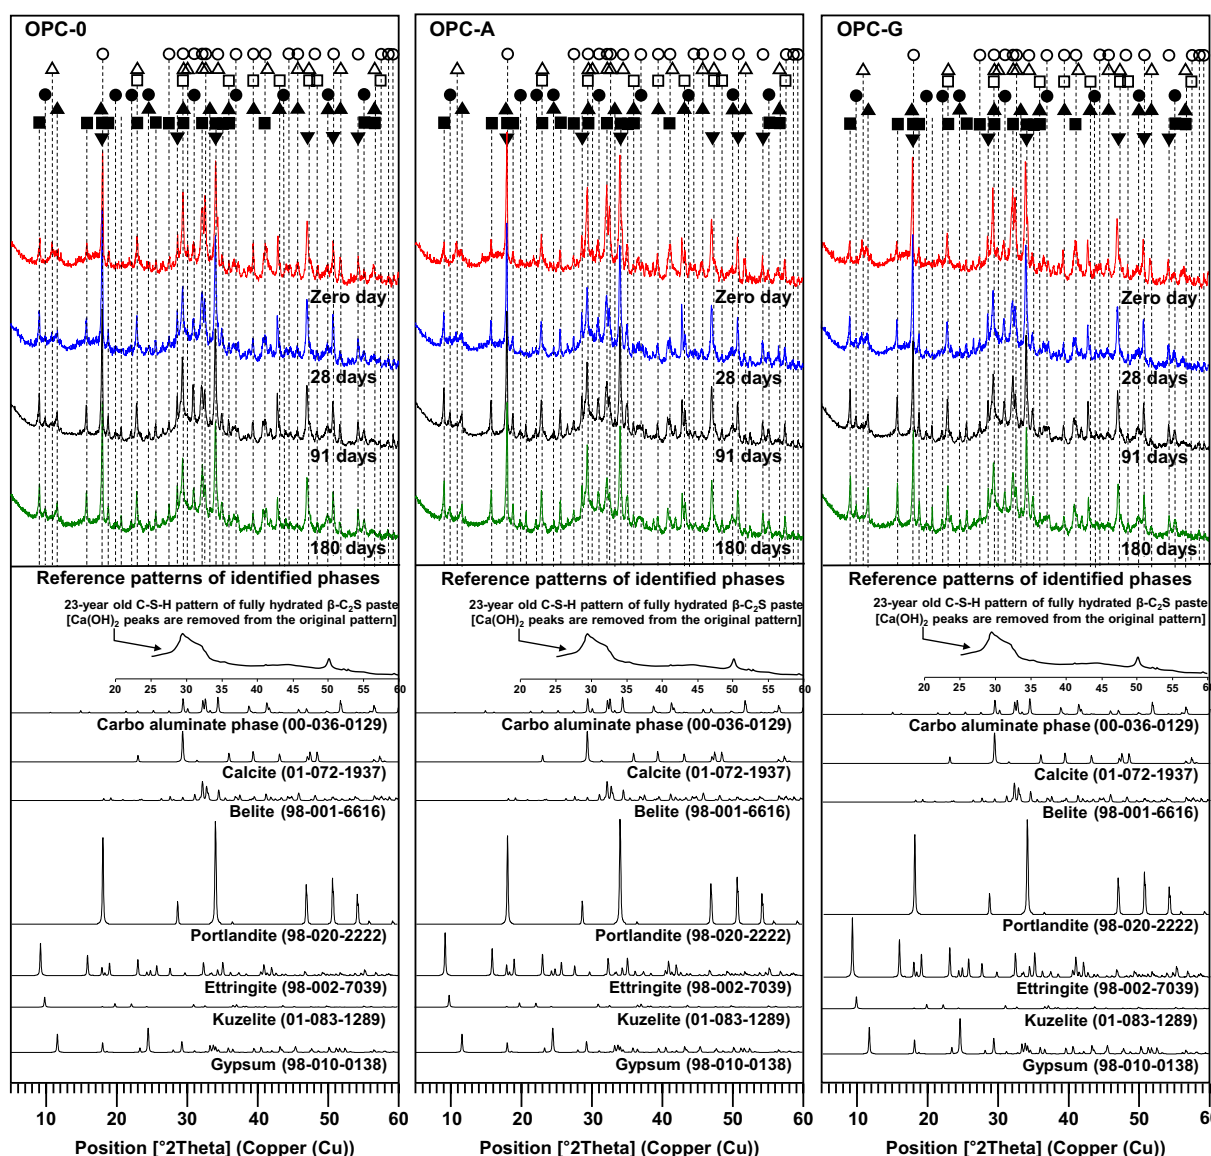 OPC-0
Zero day
28 days
91 days
180 days
Reference patterns of identified phases
23-year old C-S-H pattern of fully hydrated β-C₂S paste
[Ca(OH)₂ peaks are removed from the original pattern]
20 25 30 35 40 45 50 55 60
Carbo aluminate phase (00-036-0129)
Calcite (01-072-1937)
Belite (98-001-6616)
Portlandite (98-020-2222)
Ettringite (98-002-7039)
Kuzelite (01-083-1289)
Gypsum (98-010-0138)
10 20 30 40 50 60
Position [°2Theta] (Copper (Cu))
OPC-A
Zero day
28 days
91 days
180 days
Reference patterns of identified phases
23-year old C-S-H pattern of fully hydrated β-C₂S paste
[Ca(OH)₂ peaks are removed from the original pattern]
20 25 30 35 40 45 50 55 60
Carbo aluminate phase (00-036-0129)
Calcite (01-072-1937)
Belite (98-001-6616)
Portlandite (98-020-2222)
Ettringite (98-002-7039)
Kuzelite (01-083-1289)
Gypsum (98-010-0138)
10 20 30 40 50 60
Position [°2Theta] (Copper (Cu))
OPC-G
Zero day
28 days
91 days
180 days
Reference patterns of identified phases
23-year old C-S-H pattern of fully hydrated β-C₂S paste
[Ca(OH)₂ peaks are removed from the original pattern]
20 25 30 35 40 45 50 55 60
Carbo aluminate phase (00-036-0129)
Calcite (01-072-1937)
Belite (98-001-6616)
Portlandite (98-020-2222)
Ettringite (98-002-7039)
Kuzelite (01-083-1289)
Gypsum (98-010-0138)
10 20 30 40 50 60
Position [°2Theta] (Copper (Cu))